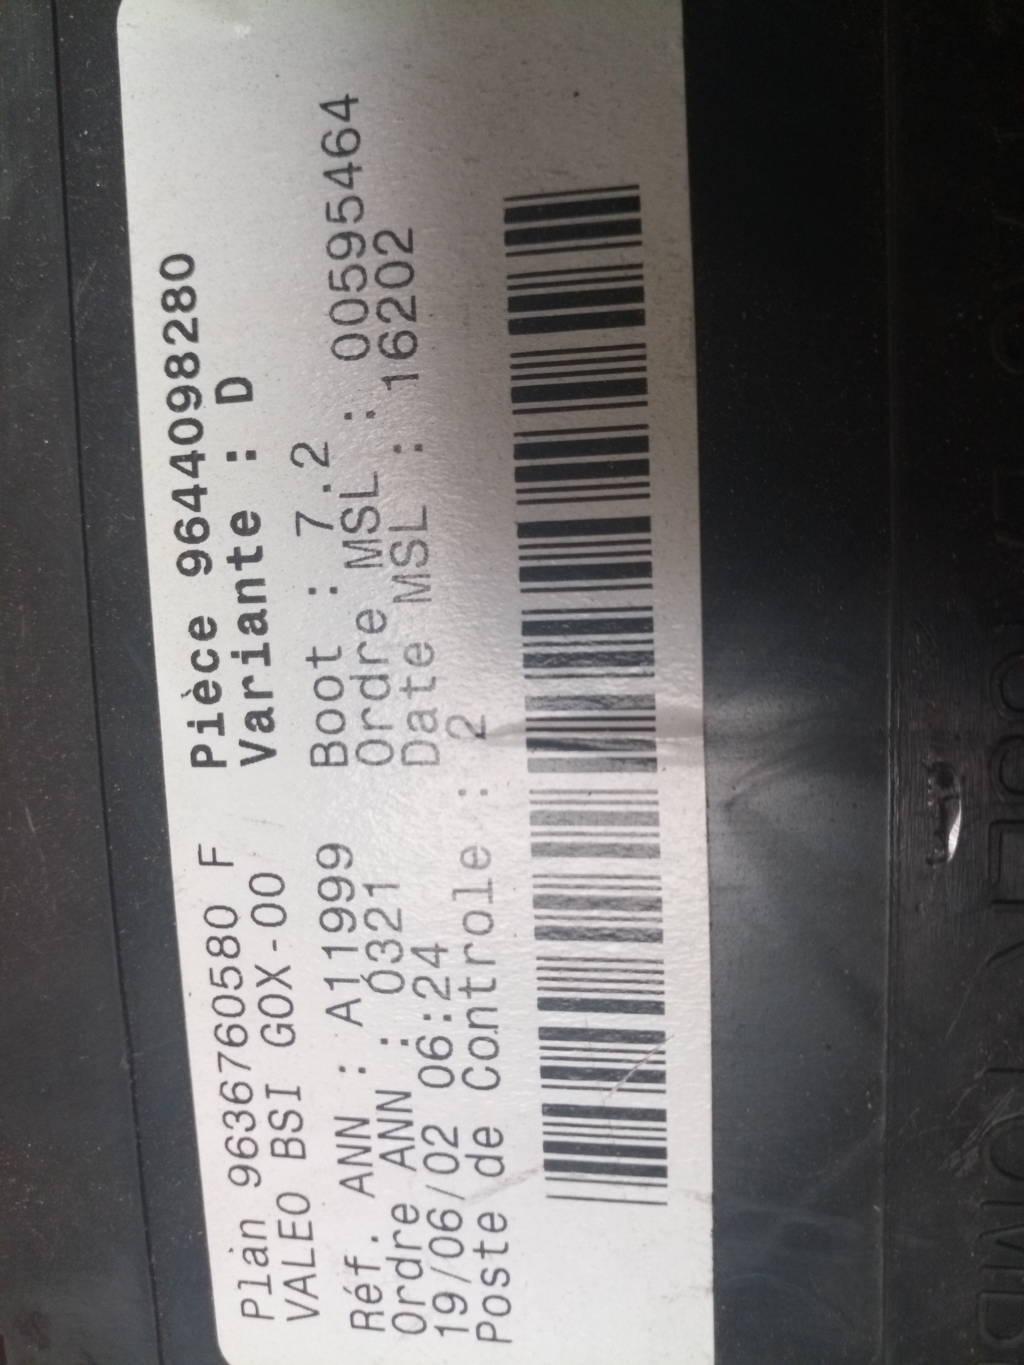 Plan 9636760580 F Pièce 9644098280
VALEO BSI GOX-00 Variante : D
Réf. ANN : A11999 Boot : 7.2
Ordre ANN : 0321 Ordre MSL : 00595464
19/06/02 06:24 Date MSL : 16202
Poste de Controle : 2